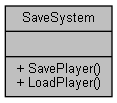 SaveSystem
+ SavePlayer()
+ LoadPlayer()